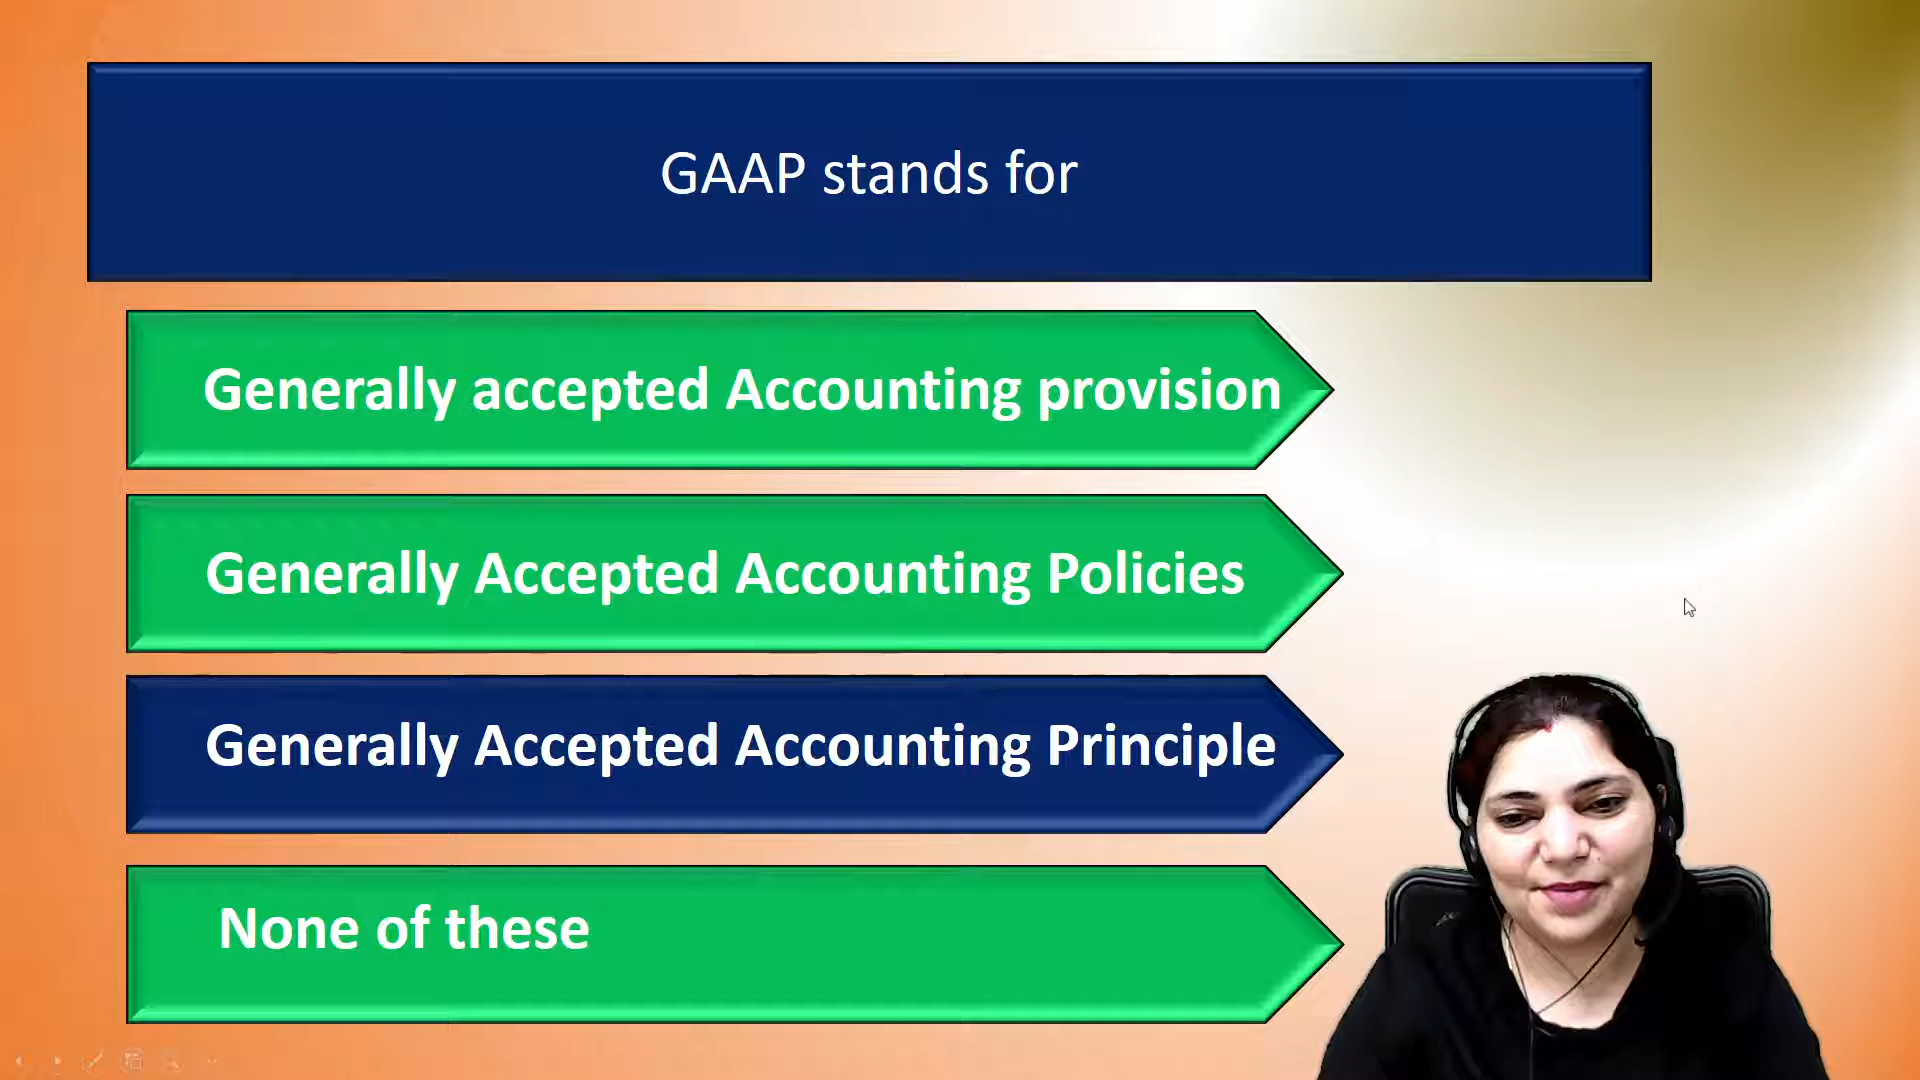 GAAP stands for
Generally accepted Accounting provision
Generally Accepted Accounting Policies
Generally Accepted Accounting Principle
None of these